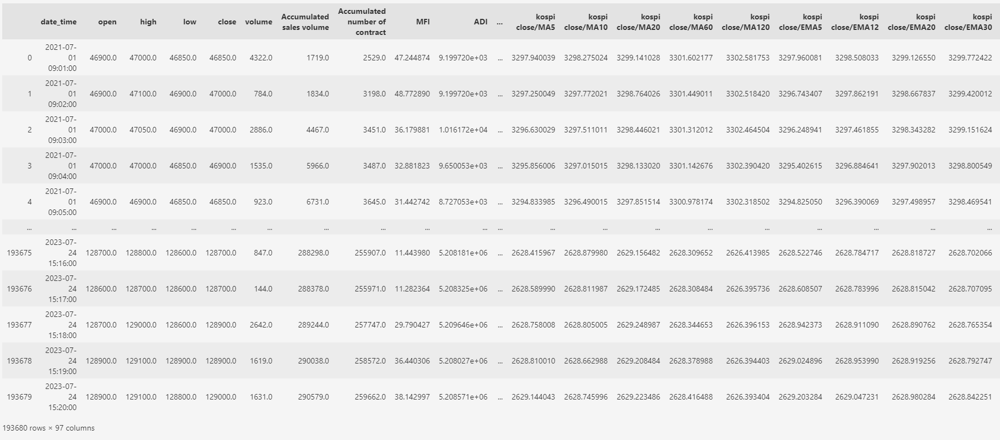 date_time open high low close volume Accumulated sales volume Accumulated number of contract MFI ADI ... kospi close/MA5 kospi close/MA10 kospi close/MA20 kospi close/MA60 kospi close/MA120 kospi close/EMA5 kospi close/EMA12 kospi close/EMA20 kospi close/EMA30
0 2021-07-01 09:01:00 46900.0 47000.0 46850.0 46850.0 4322.0 1719.0 2529.0 47.244874 9.199720e+03 ... 3297.940039 3298.275024 3299.141028 3301.602177 3302.581753 3297.960081 3298.508033 3299.126550 3299.772422
1 2021-07-01 09:02:00 46900.0 47100.0 46900.0 47000.0 784.0 1834.0 3198.0 48.772890 9.199720e+03 ... 3297.250049 3297.772021 3298.764026 3301.449011 3302.518420 3296.743407 3297.862191 3298.667837 3299.420012
2 2021-07-01 09:03:00 47000.0 47050.0 46900.0 47000.0 2886.0 4467.0 3451.0 36.179881 1.016172e+04 ... 3296.630029 3297.511011 3298.446021 3301.312012 3302.464504 3296.248941 3297.461855 3298.343282 3299.151624
3 2021-07-01 09:04:00 47000.0 47000.0 46850.0 46900.0 1535.0 5966.0 3487.0 32.881823 9.650053e+03 ... 3295.856006 3297.015015 3298.133020 3301.142676 3302.390420 3295.402615 3296.884641 3297.902013 3298.800549
4 2021-07-01 09:05:00 46900.0 46900.0 46850.0 46850.0 923.0 6731.0 3645.0 31.442742 8.727053e+03 ... 3294.833985 3296.490015 3297.851514 3300.978174 3302.318502 3294.825050 3296.390069 3297.498957 3298.469541
... ... ... ... ... ... ... ... ... ... ... ... ... ... ... ... ... ... ... ... ...
193675 2023-07-24 15:16:00 128700.0 128800.0 128600.0 128700.0 847.0 288298.0 255907.0 11.443980 5.208181e+06 ... 2628.415967 2628.879980 2629.156482 2628.309652 2626.413985 2628.522746 2628.784717 2628.818727 2628.702066
193676 2023-07-24 15:17:00 128600.0 128700.0 128600.0 128700.0 144.0 288378.0 255971.0 11.282364 5.208325e+06 ... 2628.589990 2628.811987 2629.172485 2628.308484 2626.395736 2628.608507 2628.783996 2628.815042 2628.707095
193677 2023-07-24 15:18:00 128700.0 129000.0 128600.0 128900.0 2642.0 289244.0 257747.0 29.790427 5.209646e+06 ... 2628.758008 2628.805005 2629.248987 2628.344653 2626.396153 2628.942373 2628.911090 2628.890762 2628.765354
193678 2023-07-24 15:19:00 128900.0 129100.0 128900.0 128900.0 1619.0 290038.0 258572.0 36.440306 5.208027e+06 ... 2628.810010 2628.662988 2629.208484 2628.378988 2626.394403 2629.024896 2628.953990 2628.919256 2628.792747
193679 2023-07-24 15:20:00 128900.0 129100.0 128800.0 129000.0 1631.0 290579.0 259662.0 38.142997 5.208571e+06 ... 2629.144043 2628.745996 2629.223486 2628.416488 2626.393404 2629.203284 2629.047231 2628.980284 2628.842251
193680 rows × 97 columns